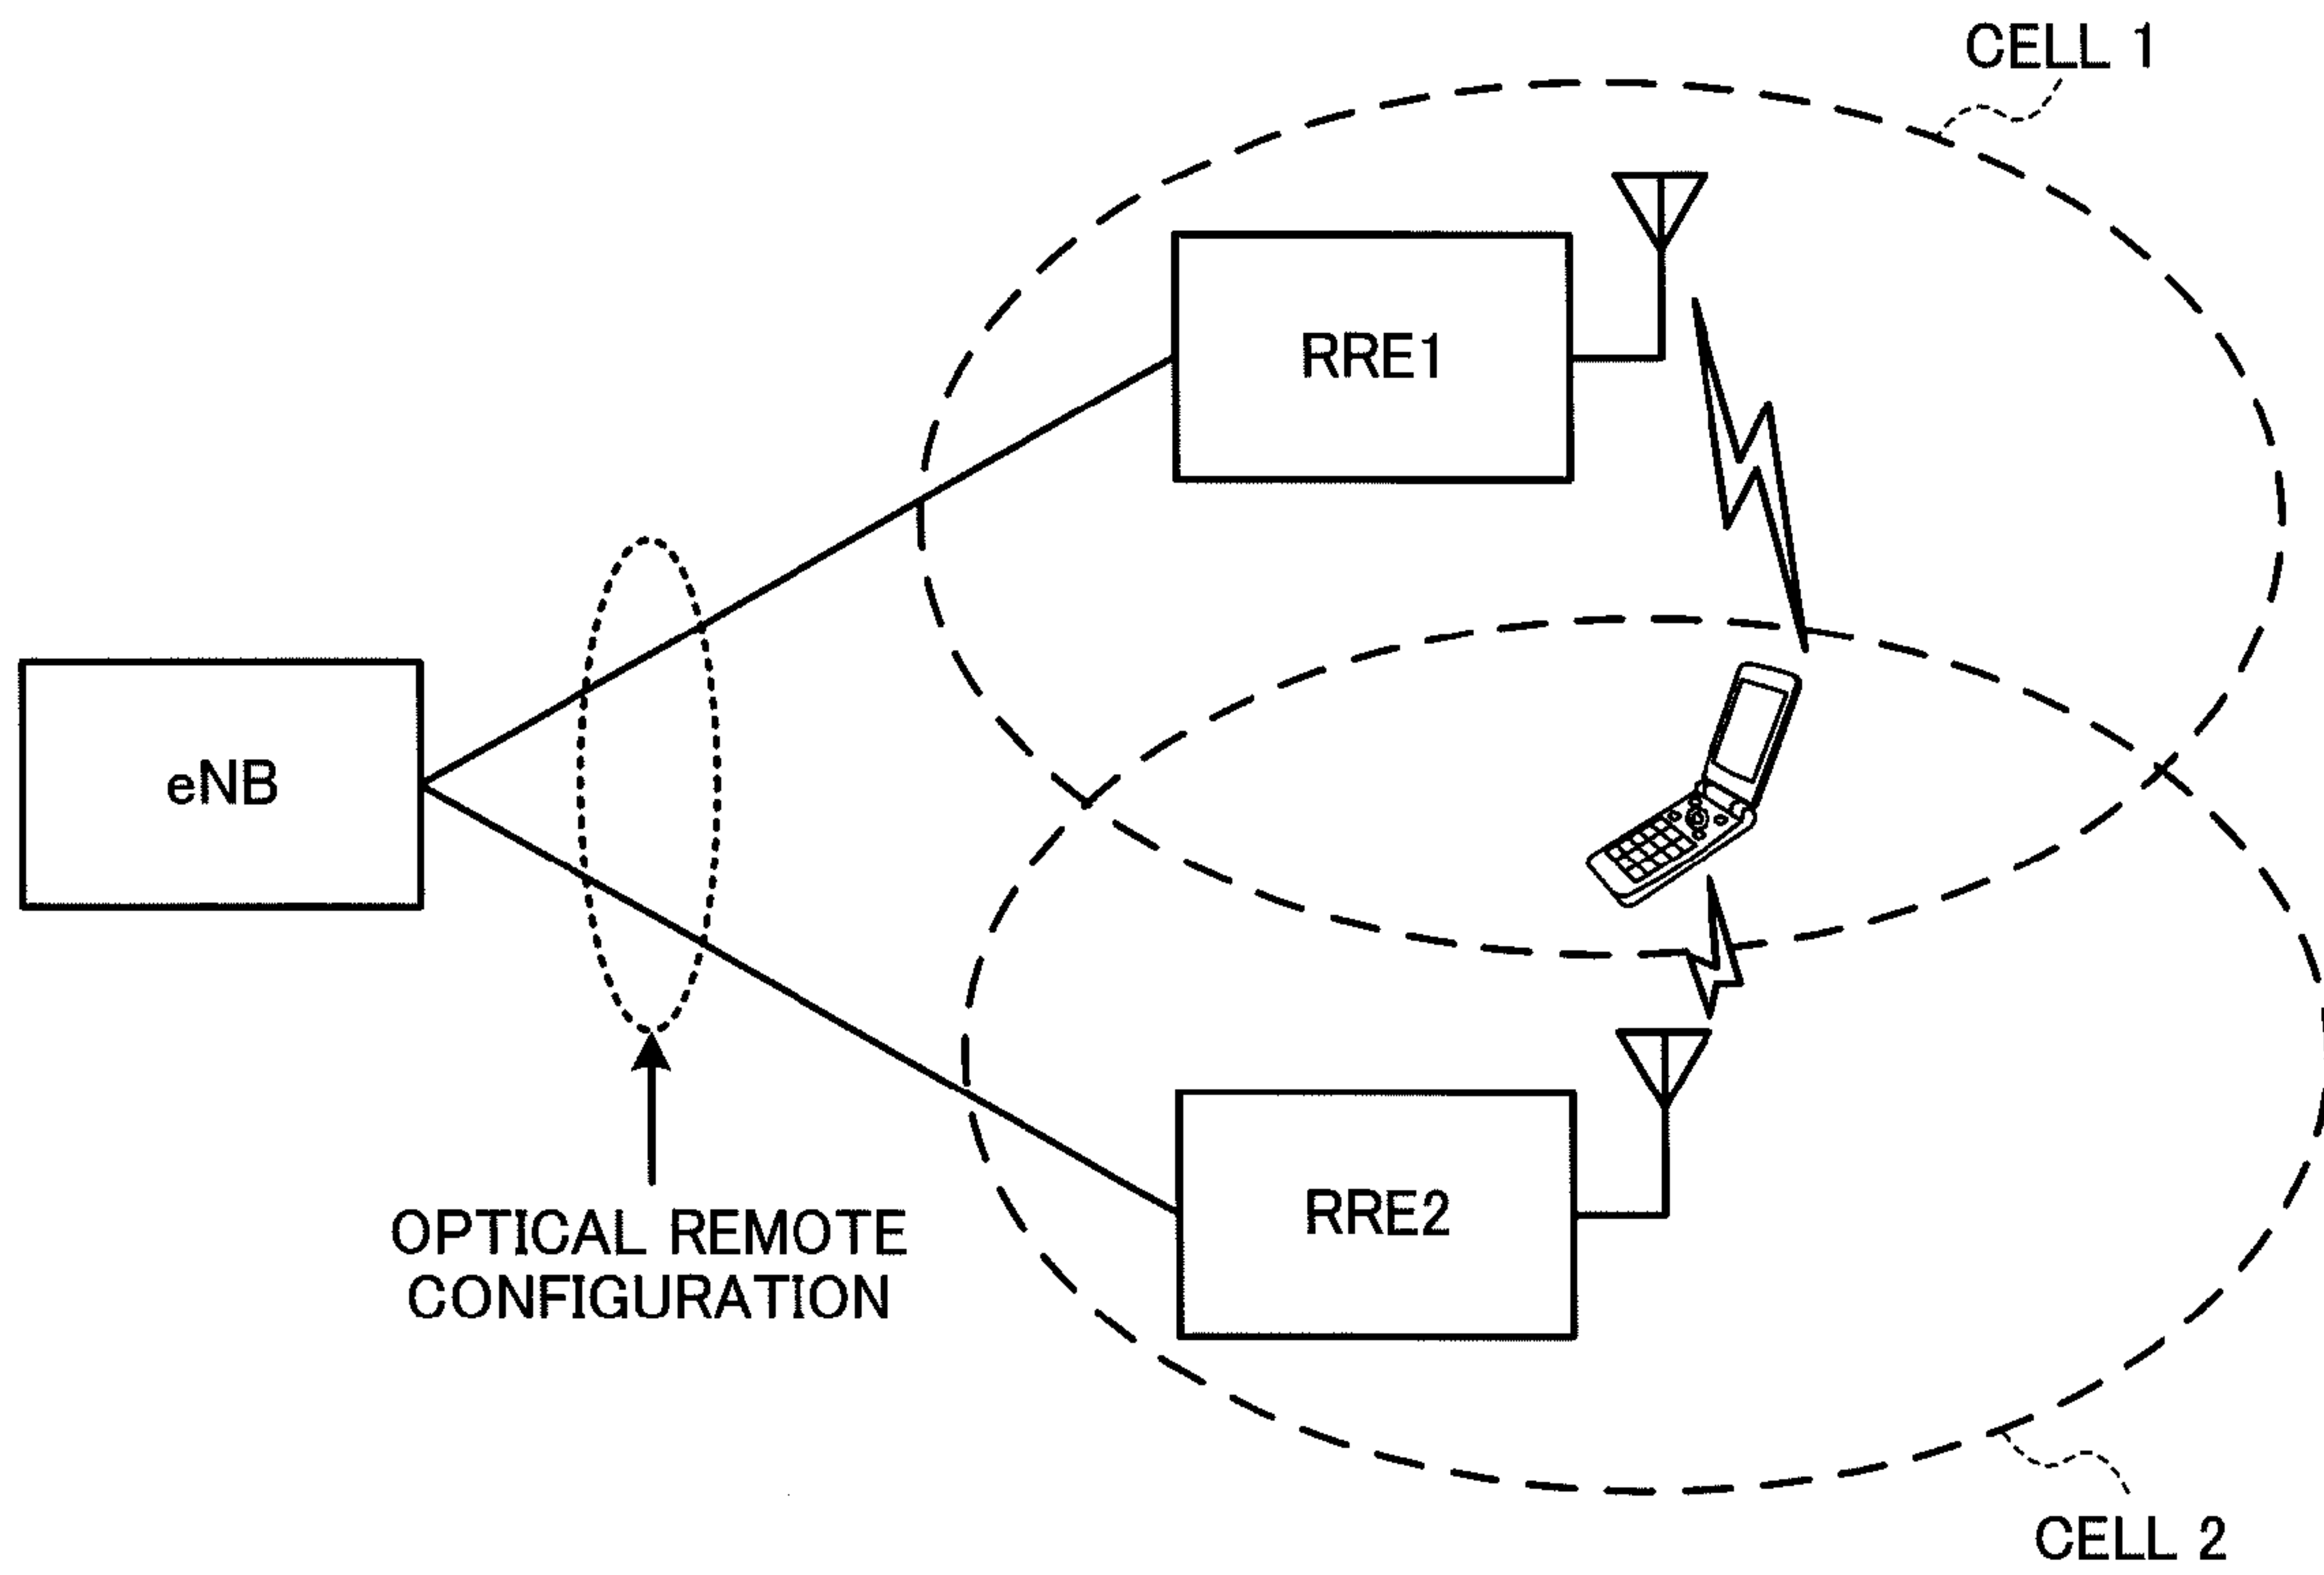 CELL 1
RRE1
eNB
RRE2
OPTICAL REMOTE
CONFIGURATION
CELL 2